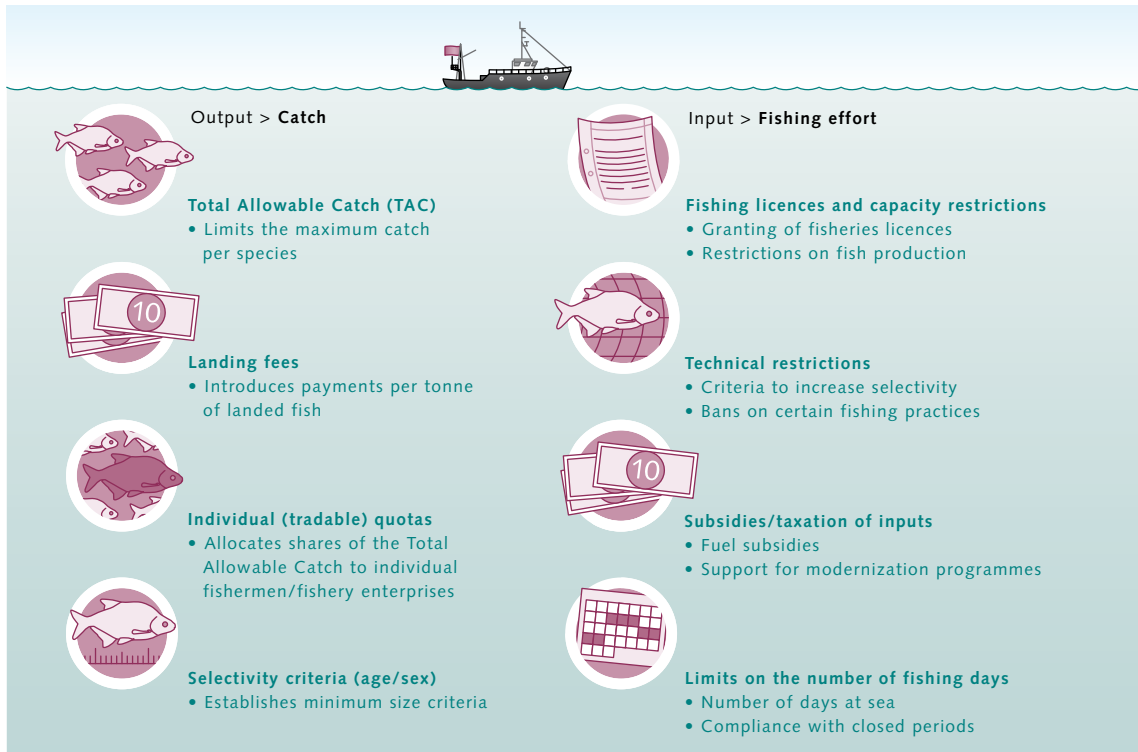 Output > Catch
10
Total Allowable Catch (TAC)
• Limits the maximum catch
per species
Landing fees
• Introduces payments per tonne
of landed fish
Individual (tradable) quotas
• Allocates shares of the Total
Allowable Catch to individual
fishermen/fishery enterprises
Selectivity criteria (age/sex)
• Establishes minimum size criteria
Input > Fishing effort
Fishing licences and capacity restrictions
• Granting of fisheries licences
• Restrictions on fish production
Technical restrictions
• Criteria to increase selectivity
• Bans on certain fishing practices
10
Subsidies/taxation of inputs
• Fuel subsidies
• Support for modernization programmes
Limits on the number of fishing days
• Number of days at sea
• Compliance with closed periods